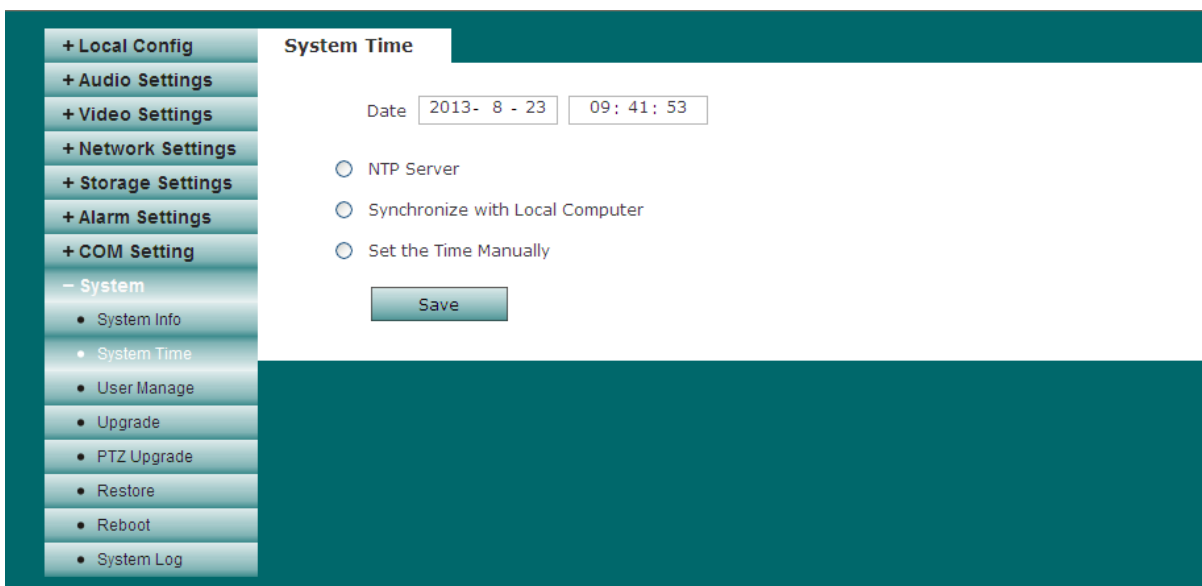 + Local Config
+ Audio Settings
+ Video Settings
+ Network Settings
+ Storage Settings
+ Alarm Settings
+ COM Setting
− System
• System Info
• System Time
• User Manage
• Upgrade
• PTZ Upgrade
• Restore
• Reboot
• System Log
System Time
Date 2013- 8 - 23 09: 41: 53
NTP Server
Synchronize with Local Computer
Set the Time Manually
Save